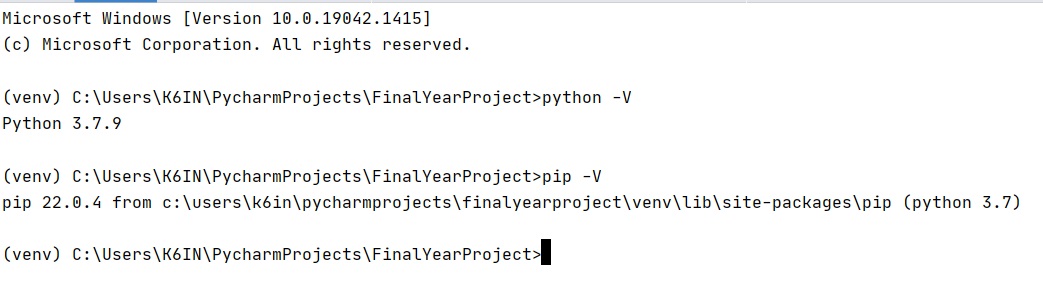 Microsoft Windows [Version 10.0.19042.1415]
(c) Microsoft Corporation. All rights reserved.
(venv) C:\Users\K6IN\PycharmProjects\FinalYearProject>python -V
Python 3.7.9
(venv) C:\Users\K6IN\PycharmProjects\FinalYearProject>pip -V
pip 22.0.4 from c:\users\k6in\pycharmprojects\finalyearproject\venv\lib\site-packages\pip (python 3.7)
(venv) C:\Users\K6IN\PycharmProjects\FinalYearProject>